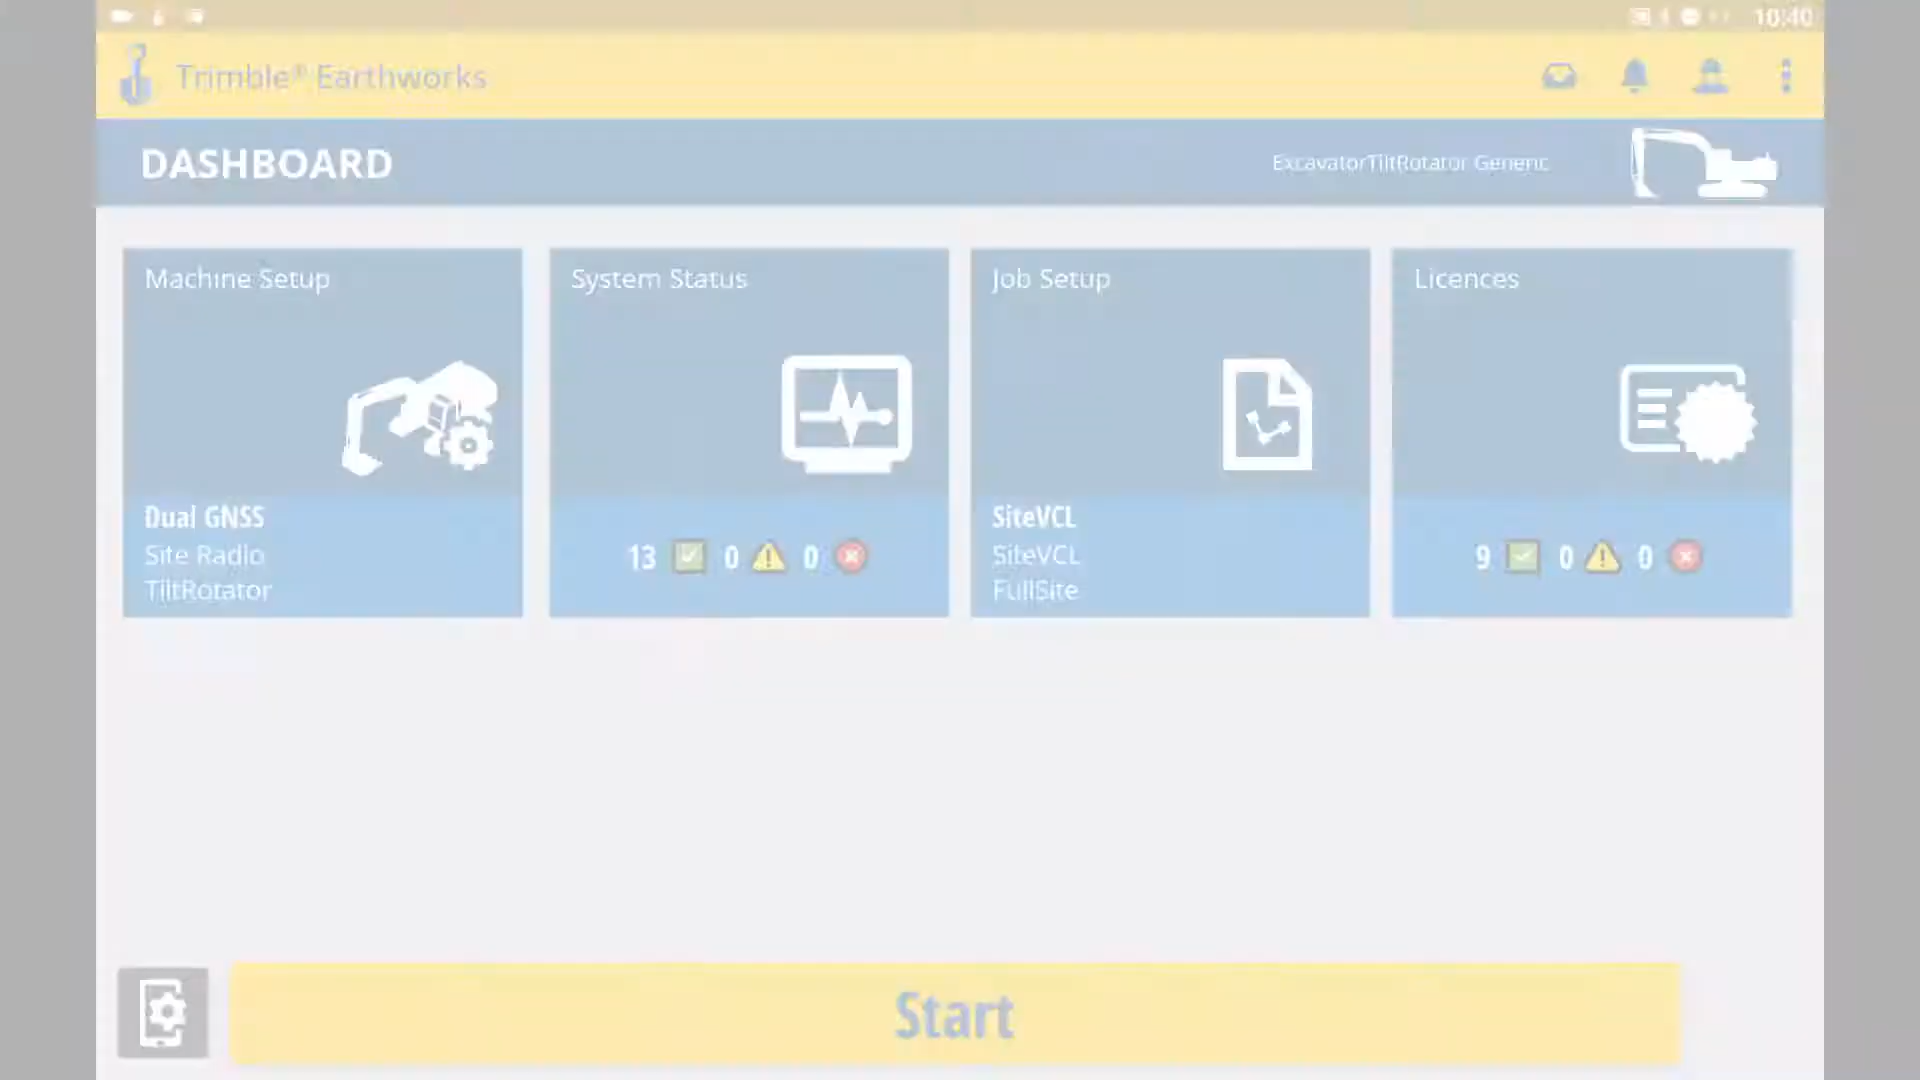 10:40
Trimble® Earthworks
DASHBOARD
ExcavatorTiltRotator Generic
Machine Setup
Dual GNSS
Site Radio
TiltRotator
System Status
13 0 0
Job Setup
SiteVCL
SiteVCL
FullSite
Licences
9 0 0
Start